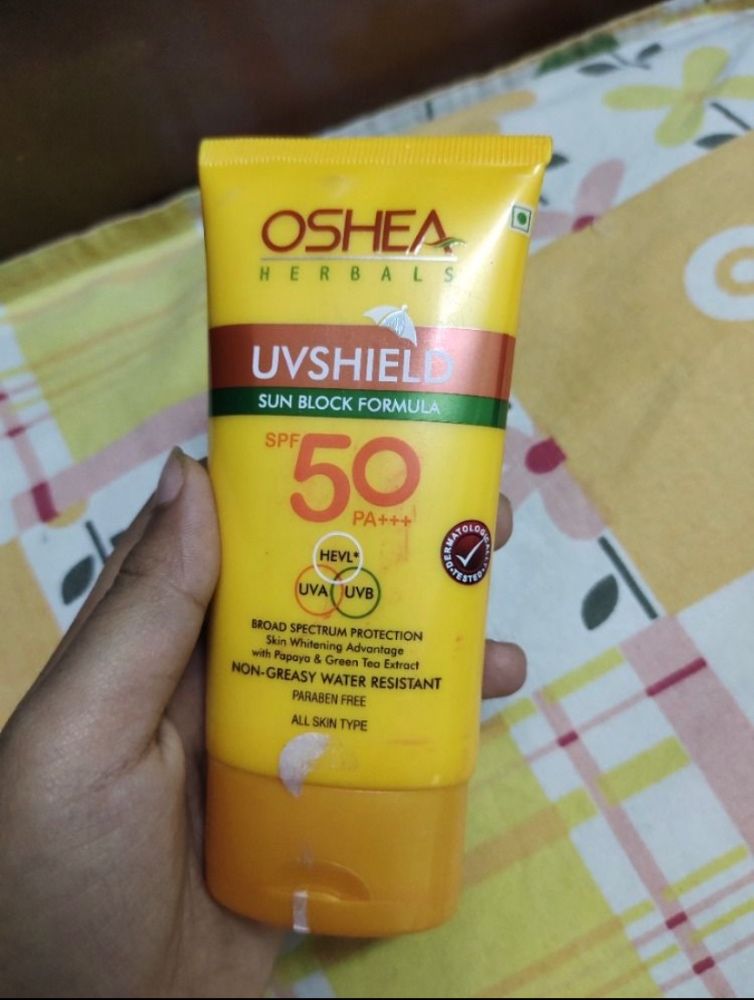 OSHEA
HERBALS
UVSHIELD
SUN BLOCK FORMULA
SPF 50
PA+++
HEVL*
UVA UVB
DERMATOLOGICALLY
TESTED
BROAD SPECTRUM PROTECTION
Skin Whitening Advantage
with Papaya & Green Tea Extract
NON-GREASY WATER RESISTANT
PARABEN FREE
ALL SKIN TYPE